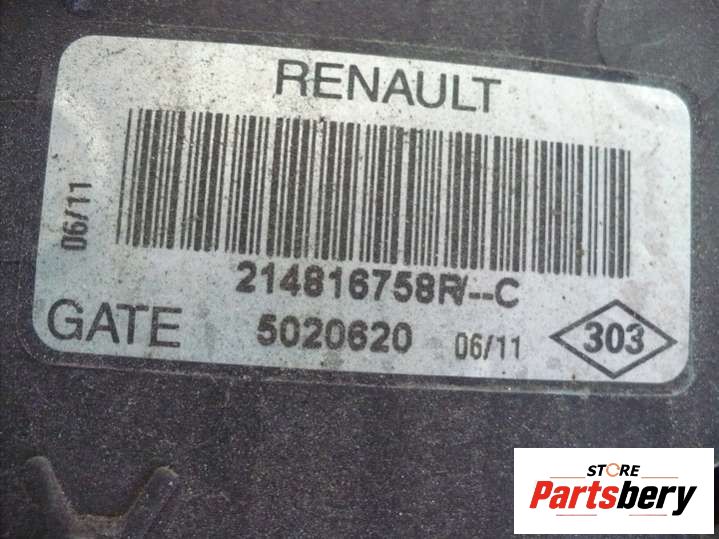 RENAULT
06/11
214816758R/--C
GATE 5020620 06/11 303
STORE
Partsbery